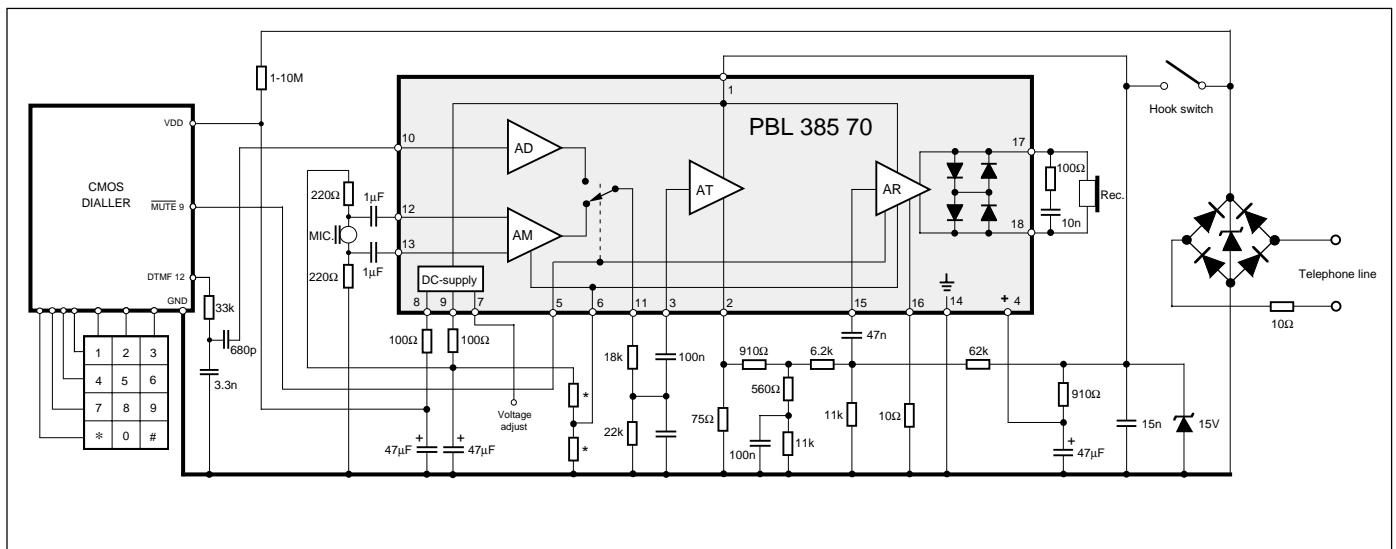 1-10M
Hook switch
CMOS
DIALLER
VDD
MUTE 9
DTMF 12
GND
PBL 385 70
1
10
12
13
AD
AM
AT
AR
17
18
DC-supply
8
9
7
5
6
11
3
2
15
16
14
+ 4
220Ω
1µF
MIC.
220Ω
1µF
100Ω
10n
Rec.
Telephone line
10Ω
33k
680p
3.3n
1 2 3
4 5 6
7 8 9
* 0 #
100Ω
100Ω
Voltage
adjust
+
47µF
+
47µF
*
*
18k
22k
100n
75Ω
910Ω
560Ω
100n
11k
6.2k
47n
11k
10Ω
62k
910Ω
+
47µF
15n
15V